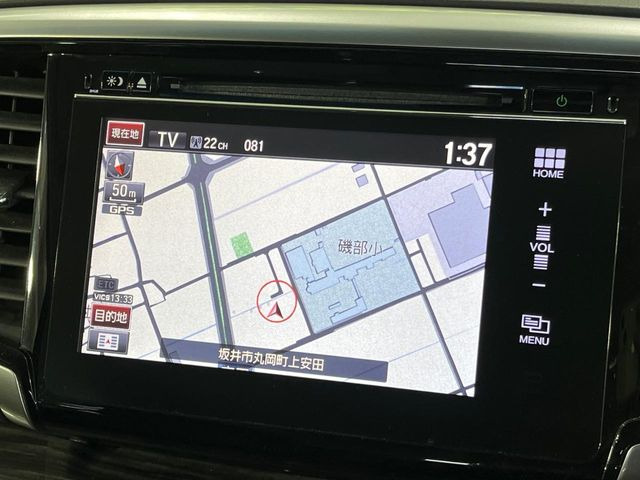 現在地 TV 22CH 081 1:37
50m
GPS
磯部小
ETC
VICS 13:33
目的地
坂井市丸岡町上安田
HOME
+
VOL
−
MENU